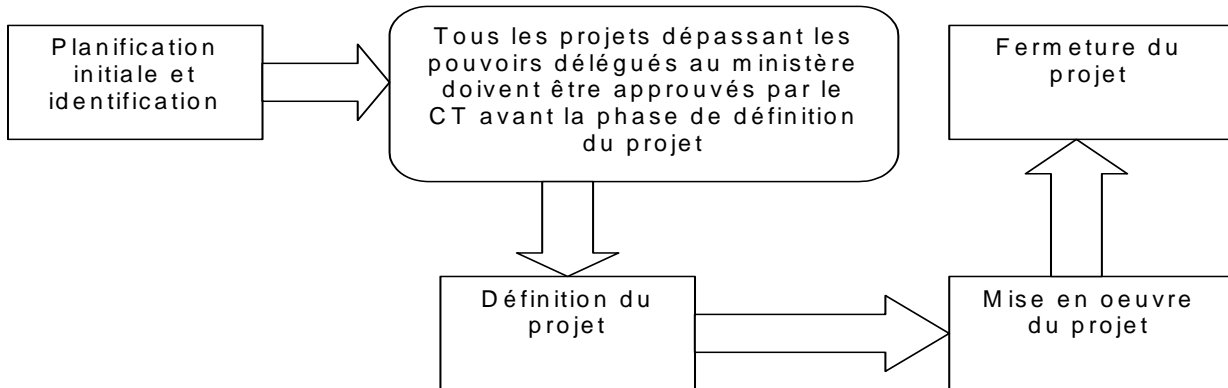 Planification
initiale et
identification
Tous les projets dépassant les
pouvoirs délégués au ministère
doivent être approuvés par le
CT avant la phase de définition
du projet
Définition du
projet
Mise en oeuvre
du projet
Fermeture du
projet